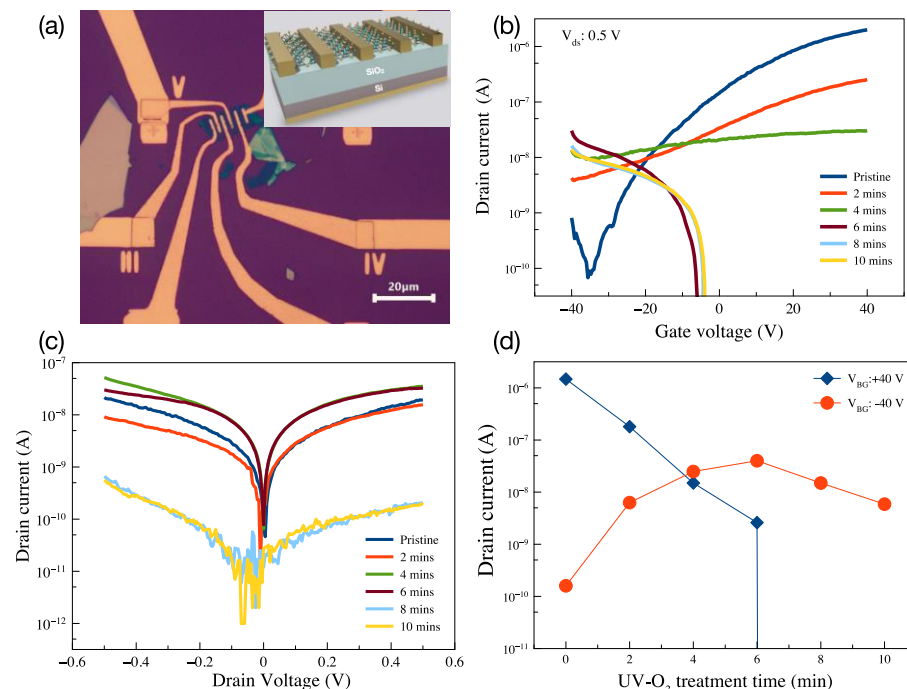 (a)
V
III
IV
20μm
SiO₂
Si
(b)
V_ds: 0.5 V
Drain current (A)
10⁻⁶
10⁻⁷
10⁻⁸
10⁻⁹
10⁻¹⁰
Pristine
2 mins
4 mins
6 mins
8 mins
10 mins
−40 −20 0 20 40
Gate voltage (V)
(c)
Drain current (A)
10⁻⁷
10⁻⁸
10⁻⁹
10⁻¹⁰
10⁻¹¹
10⁻¹²
Pristine
2 mins
4 mins
6 mins
8 mins
10 mins
−0.6 −0.4 −0.2 0 0.2 0.4 0.6
Drain Voltage (V)
(d)
V_BG:+40 V
V_BG: -40 V
Drain current (A)
10⁻⁶
10⁻⁷
10⁻⁸
10⁻⁹
10⁻¹⁰
10⁻¹¹
0 2 4 6 8 10
UV-O₃ treatment time (min)